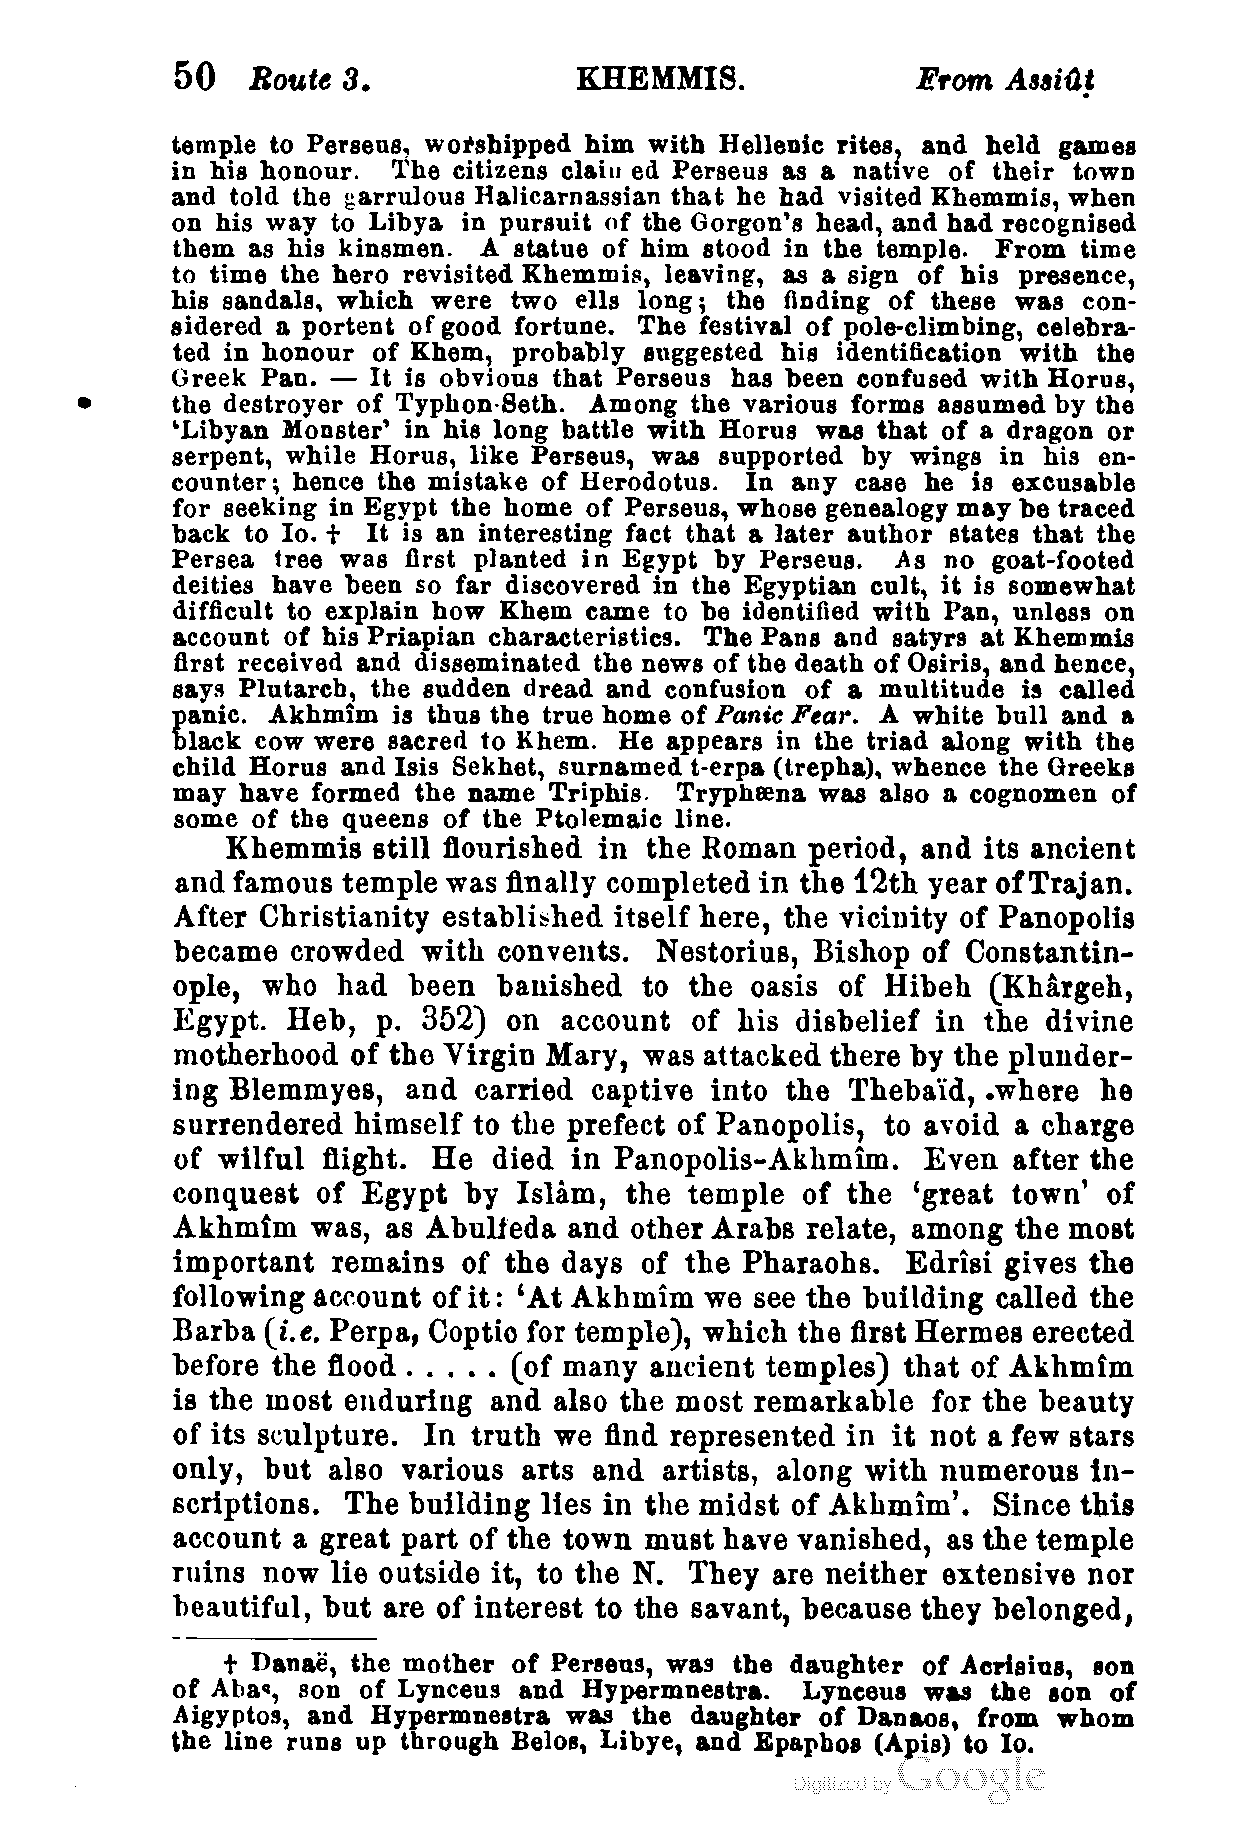 50 Route 3. KHEMMIS. From Assiûṭ
temple to Perseus, worshipped him with Hellenic rites, and held games
in his honour. The citizens claimed Perseus as a native of their town
and told the garrulous Halicarnassian that he had visited Khemmis, when
on his way to Libya in pursuit of the Gorgon's head, and had recognised
them as his kinsmen. A statue of him stood in the temple. From time
to time the hero revisited Khemmis, leaving, as a sign of his presence,
his sandals, which were two ells long; the finding of these was con-
sidered a portent of good fortune. The festival of pole-climbing, celebra-
ted in honour of Khem, probably suggested his identification with the
Greek Pan. — It is obvious that Perseus has been confused with Horus,
the destroyer of Typhon-Seth. Among the various forms assumed by the
'Libyan Monster' in his long battle with Horus was that of a dragon or
serpent, while Horus, like Perseus, was supported by wings in his en-
counter; hence the mistake of Herodotus. In any case he is excusable
for seeking in Egypt the home of Perseus, whose genealogy may be traced
back to Io. † It is an interesting fact that a later author states that the
Persea tree was first planted in Egypt by Perseus. As no goat-footed
deities have been so far discovered in the Egyptian cult, it is somewhat
difficult to explain how Khem came to be identified with Pan, unless on
account of his Priapian characteristics. The Pans and satyrs at Khemmis
first received and disseminated the news of the death of Osiris, and hence,
says Plutarch, the sudden dread and confusion of a multitude is called
panic. Akhmîm is thus the true home of Panic Fear. A white bull and a
black cow were sacred to Khem. He appears in the triad along with the
child Horus and Isis Sekhet, surnamed t-erpa (trepha), whence the Greeks
may have formed the name Triphis. Tryphæna was also a cognomen of
some of the queens of the Ptolemaic line.
Khemmis still flourished in the Roman period, and its ancient
and famous temple was finally completed in the 12th year of Trajan.
After Christianity established itself here, the vicinity of Panopolis
became crowded with convents. Nestorius, Bishop of Constantin-
ople, who had been banished to the oasis of Hibeh (Khârgeh,
Egypt. Heb, p. 352) on account of his disbelief in the divine
motherhood of the Virgin Mary, was attacked there by the plunder-
ing Blemmyes, and carried captive into the Thebaïd, .where he
surrendered himself to the prefect of Panopolis, to avoid a charge
of wilful flight. He died in Panopolis-Akhmîm. Even after the
conquest of Egypt by Islâm, the temple of the 'great town' of
Akhmîm was, as Abulfeda and other Arabs relate, among the most
important remains of the days of the Pharaohs. Edrîsi gives the
following account of it: 'At Akhmîm we see the building called the
Barba (i.e. Perpa, Coptic for temple), which the first Hermes erected
before the flood . . . . . (of many ancient temples) that of Akhmîm
is the most enduring and also the most remarkable for the beauty
of its sculpture. In truth we find represented in it not a few stars
only, but also various arts and artists, along with numerous in-
scriptions. The building lies in the midst of Akhmîm'. Since this
account a great part of the town must have vanished, as the temple
ruins now lie outside it, to the N. They are neither extensive nor
beautiful, but are of interest to the savant, because they belonged,
† Danaë, the mother of Perseus, was the daughter of Acrisius, son
of Abas, son of Lynceus and Hypermnestra. Lynceus was the son of
Aigyptos, and Hypermnestra was the daughter of Danaos, from whom
the line runs up through Belos, Libye, and Epaphos (Apis) to Io.
Digitized by Google